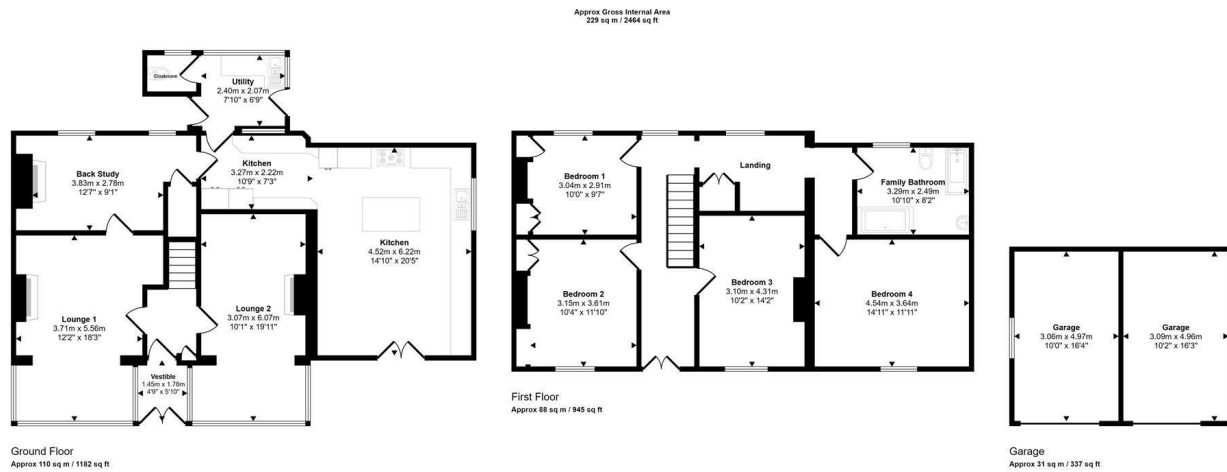 Approx Gross Internal Area
229 sq m / 2464 sq ft
Cloakroom
Utility
2.40m x 2.07m
7'10" x 6'9"
Back Study
3.83m x 2.78m
12'7" x 9'1"
Kitchen
3.27m x 2.22m
10'9" x 7'3"
Kitchen
4.52m x 6.22m
14'10" x 20'5"
Lounge 1
3.71m x 5.56m
12'2" x 18'3"
Lounge 2
3.07m x 6.07m
10'1" x 19'11"
Vestible
1.45m x 1.78m
4'9" x 5'10"
Ground Floor
Approx 110 sq m / 1182 sq ft
Bedroom 1
3.04m x 2.91m
10'0" x 9'7"
Landing
Family Bathroom
3.29m x 2.49m
10'10" x 8'2"
Bedroom 2
3.15m x 3.61m
10'4" x 11'10"
Bedroom 3
3.10m x 4.31m
10'2" x 14'2"
Bedroom 4
4.54m x 3.64m
14'11" x 11'11"
First Floor
Approx 88 sq m / 945 sq ft
Garage
3.06m x 4.97m
10'0" x 16'4"
Garage
3.09m x 4.96m
10'2" x 16'3"
Garage
Approx 31 sq m / 337 sq ft